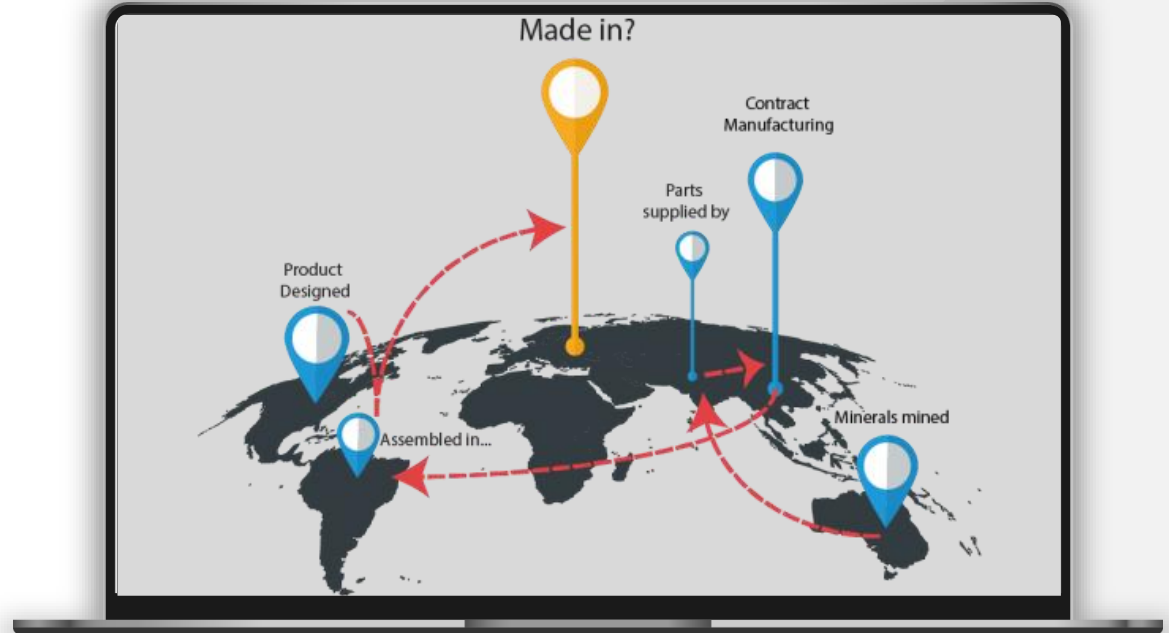 Made in?
Contract
Manufacturing
Parts
supplied by
Product
Designed
Minerals mined
Assembled in...